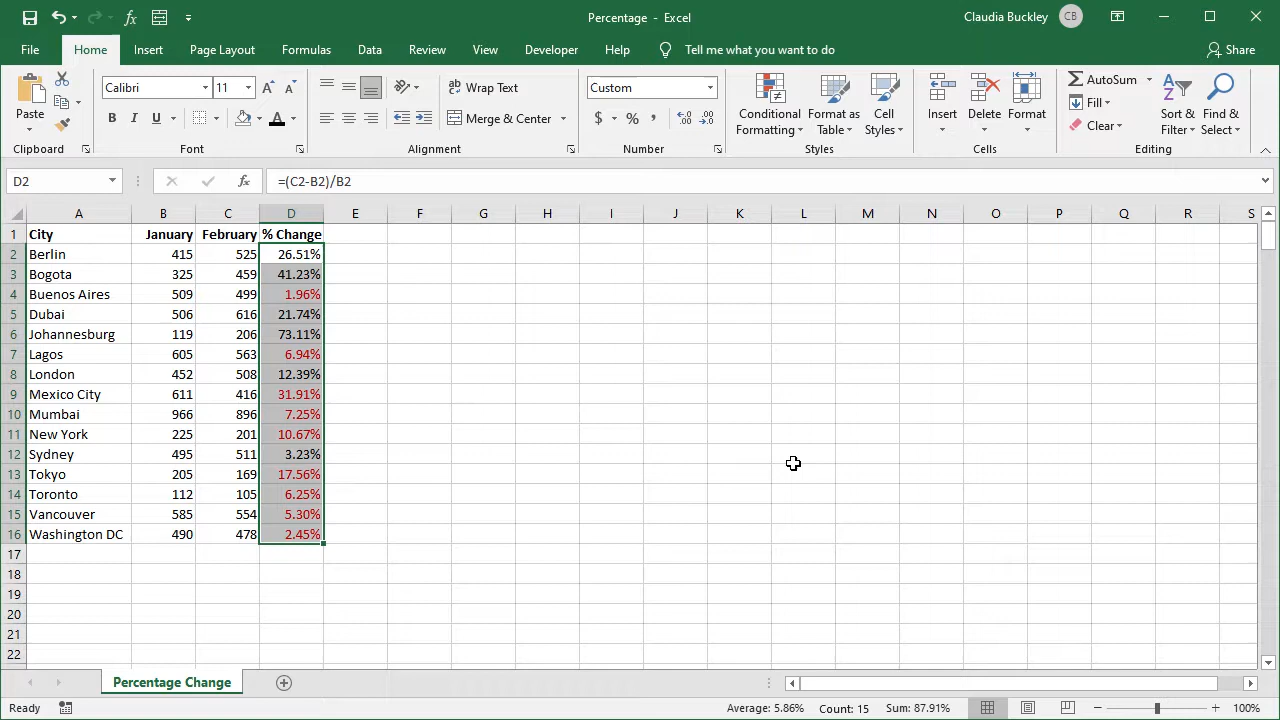 Percentage - Excel
Claudia Buckley CB
File Home Insert Page Layout Formulas Data Review View Developer Help Tell me what you want to do Share
Paste
Clipboard
Calibri 11
B I U
Font
Wrap Text
Merge & Center
Alignment
Custom
$ % ,
Number
Conditional Formatting
Format as Table
Cell Styles
Styles
Insert Delete Format
Cells
AutoSum
Fill
Clear
Sort & Filter
Find & Select
Editing
D2 fx =(C2-B2)/B2
A B C D E F G H I J K L M N O P Q R S
1 City January February % Change
2 Berlin 415 525 26.51%
3 Bogota 325 459 41.23%
4 Buenos Aires 509 499 1.96%
5 Dubai 506 616 21.74%
6 Johannesburg 119 206 73.11%
7 Lagos 605 563 6.94%
8 London 452 508 12.39%
9 Mexico City 611 416 31.91%
10 Mumbai 966 896 7.25%
11 New York 225 201 10.67%
12 Sydney 495 511 3.23%
13 Tokyo 205 169 17.56%
14 Toronto 112 105 6.25%
15 Vancouver 585 554 5.30%
16 Washington DC 490 478 2.45%
17
18
19
20
21
22
Percentage Change
Ready Average: 5.86% Count: 15 Sum: 87.91% 100%